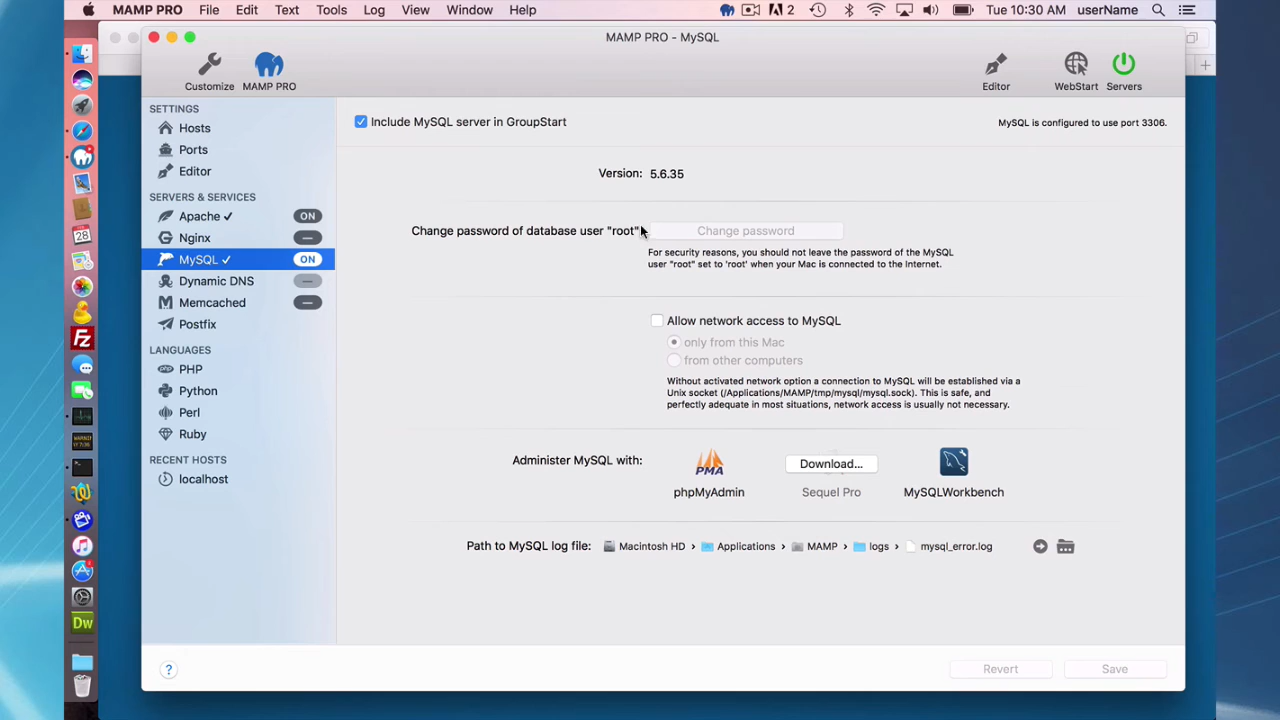 MAMP PRO File Edit Text Tools Log View Window Help 2 Tue 10:30 AM userName
MAMP PRO - MySQL
Customize MAMP PRO Editor WebStart Servers
SETTINGS
Hosts
Ports
Editor
SERVERS & SERVICES
Apache ✓ ON
Nginx
MySQL ✓ ON
Dynamic DNS
Memcached
Postfix
LANGUAGES
PHP
Python
Perl
Ruby
RECENT HOSTS
localhost
Include MySQL server in GroupStart
MySQL is configured to use port 3306.
Version: 5.6.35
Change password of database user "root" Change password
For security reasons, you should not leave the password of the MySQL
user "root" set to 'root' when your Mac is connected to the Internet.
Allow network access to MySQL
only from this Mac
from other computers
Without activated network option a connection to MySQL will be established via a
Unix socket (/Applications/MAMP/tmp/mysql/mysql.sock). This is safe, and
perfectly adequate in most situations, network access is usually not necessary.
Administer MySQL with: PMA Download...
phpMyAdmin Sequel Pro MySQLWorkbench
Path to MySQL log file: Macintosh HD › Applications › MAMP › logs › mysql_error.log
? Revert Save
28
Fz
Dw